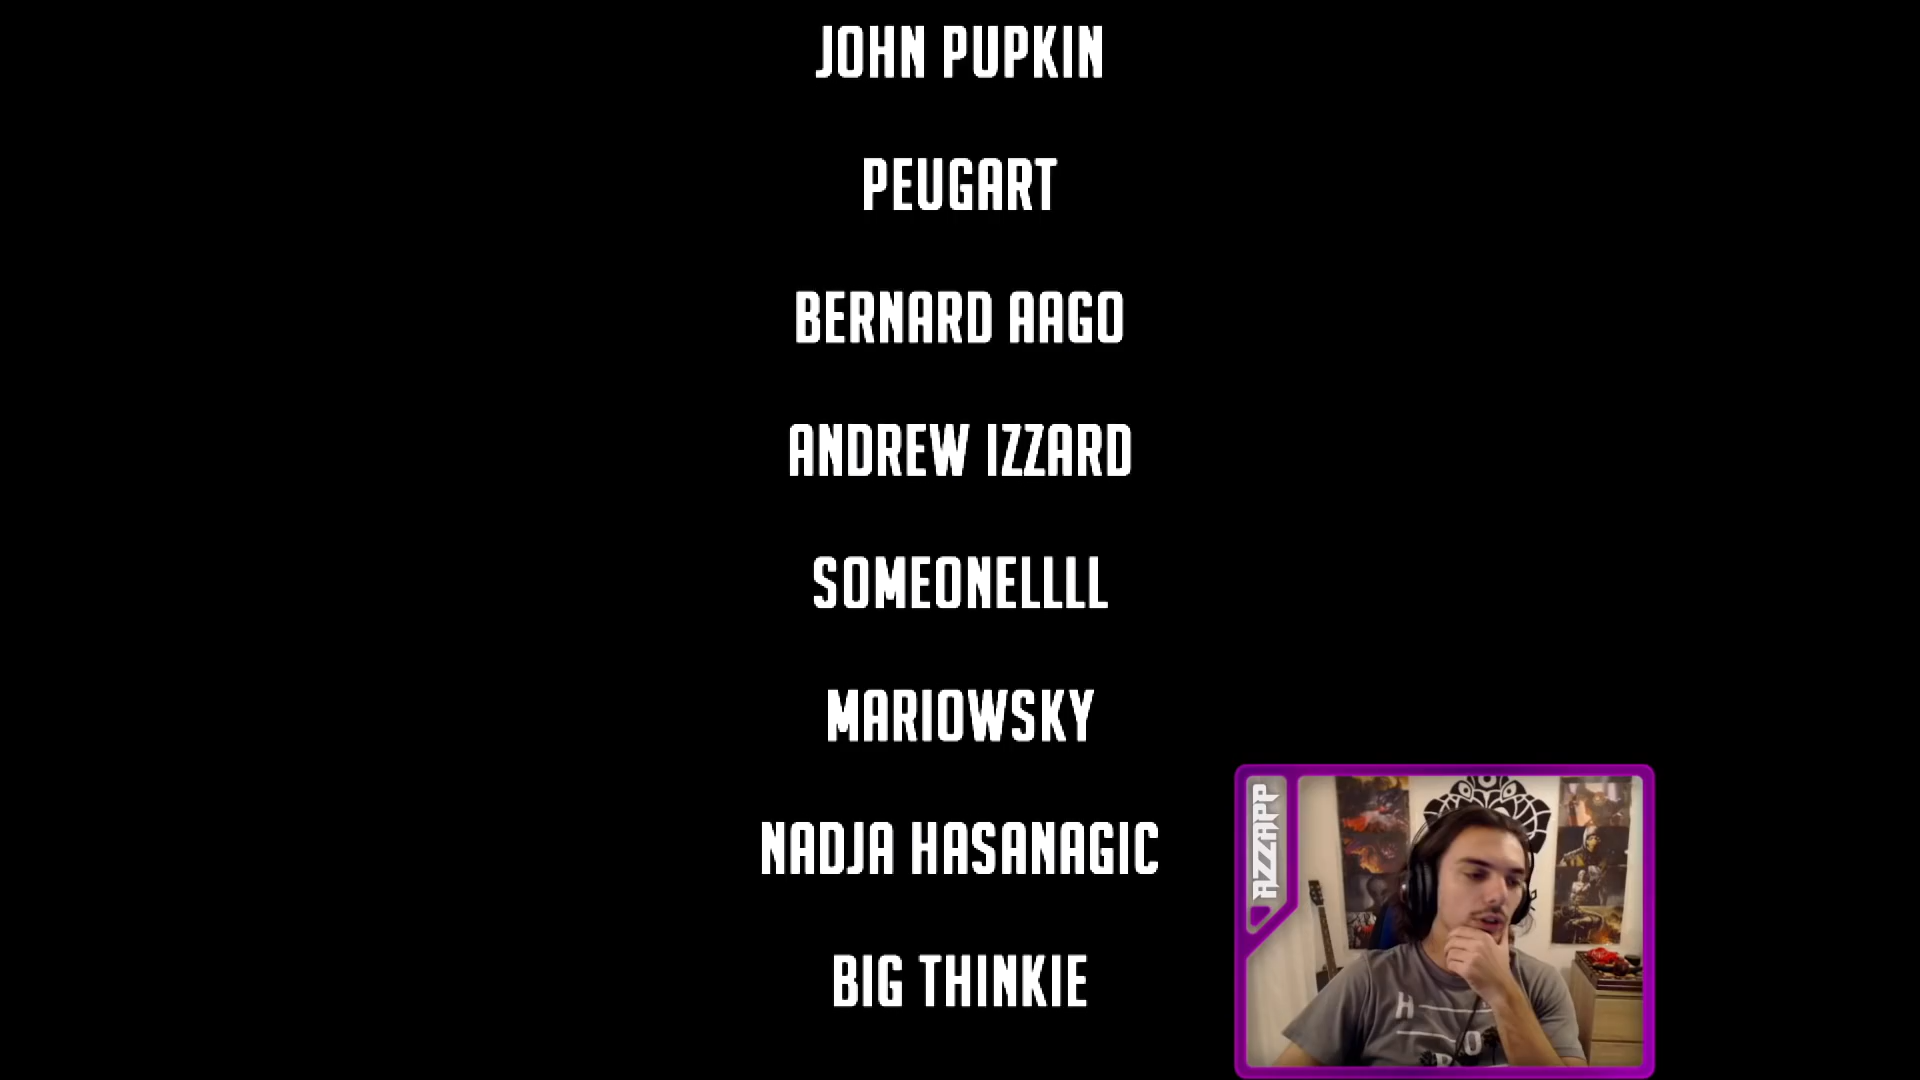 JOHN PUPKIN
PEUGART
BERNARD AAGO
ANDREW IZZARD
SOMEONELLLL
MARIOWSKY
NADJA HASANAGIC
BIG THINKIE
AZZAPP